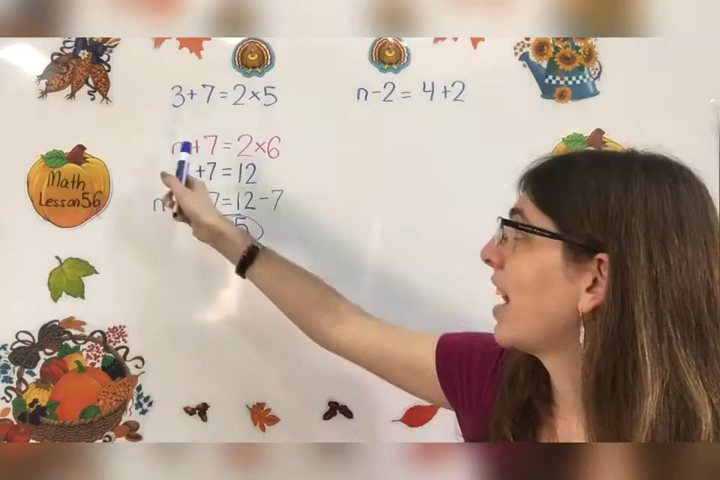 3+7=2×5
n-2=4+2
n+7=2×6
+7=12
n 7=12-7
5
Math
Lesson 56